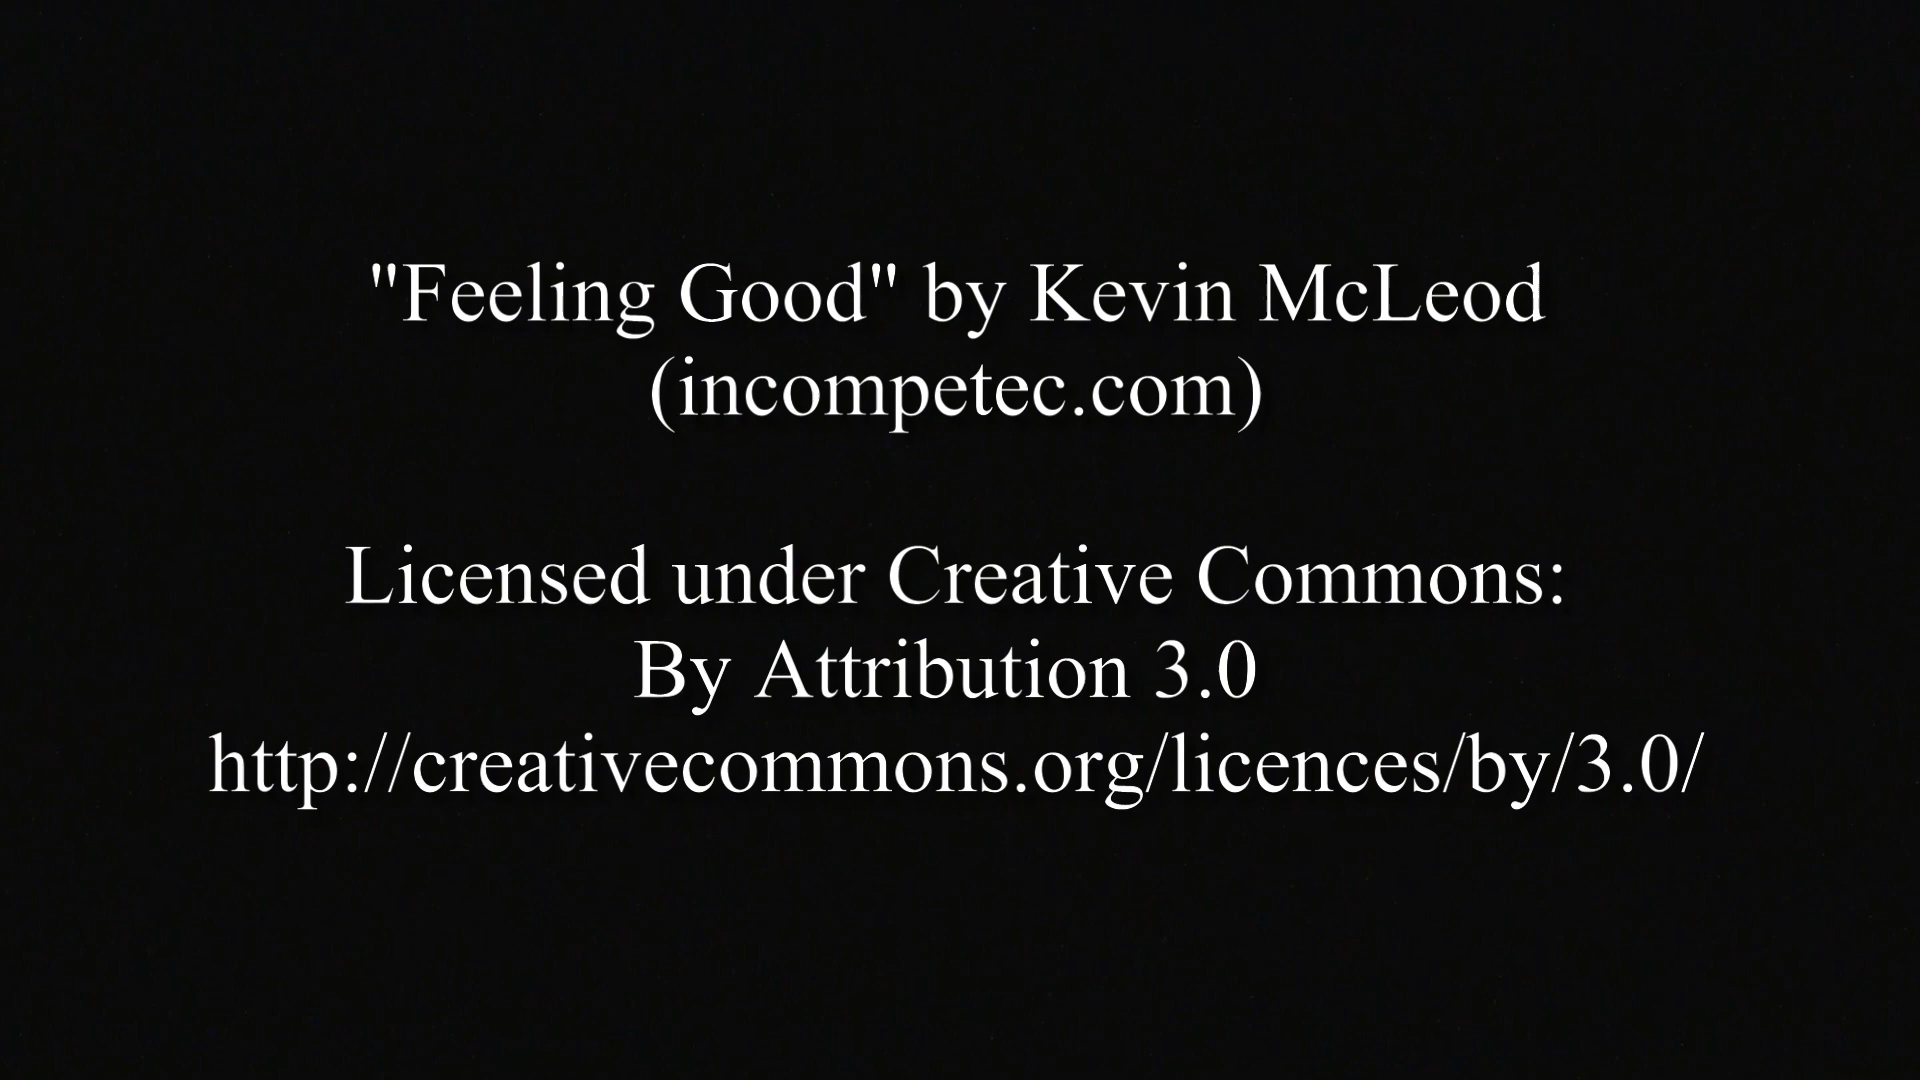 "Feeling Good" by Kevin McLeod
(incompetec.com)
Licensed under Creative Commons:
By Attribution 3.0
http://creativecommons.org/licences/by/3.0/